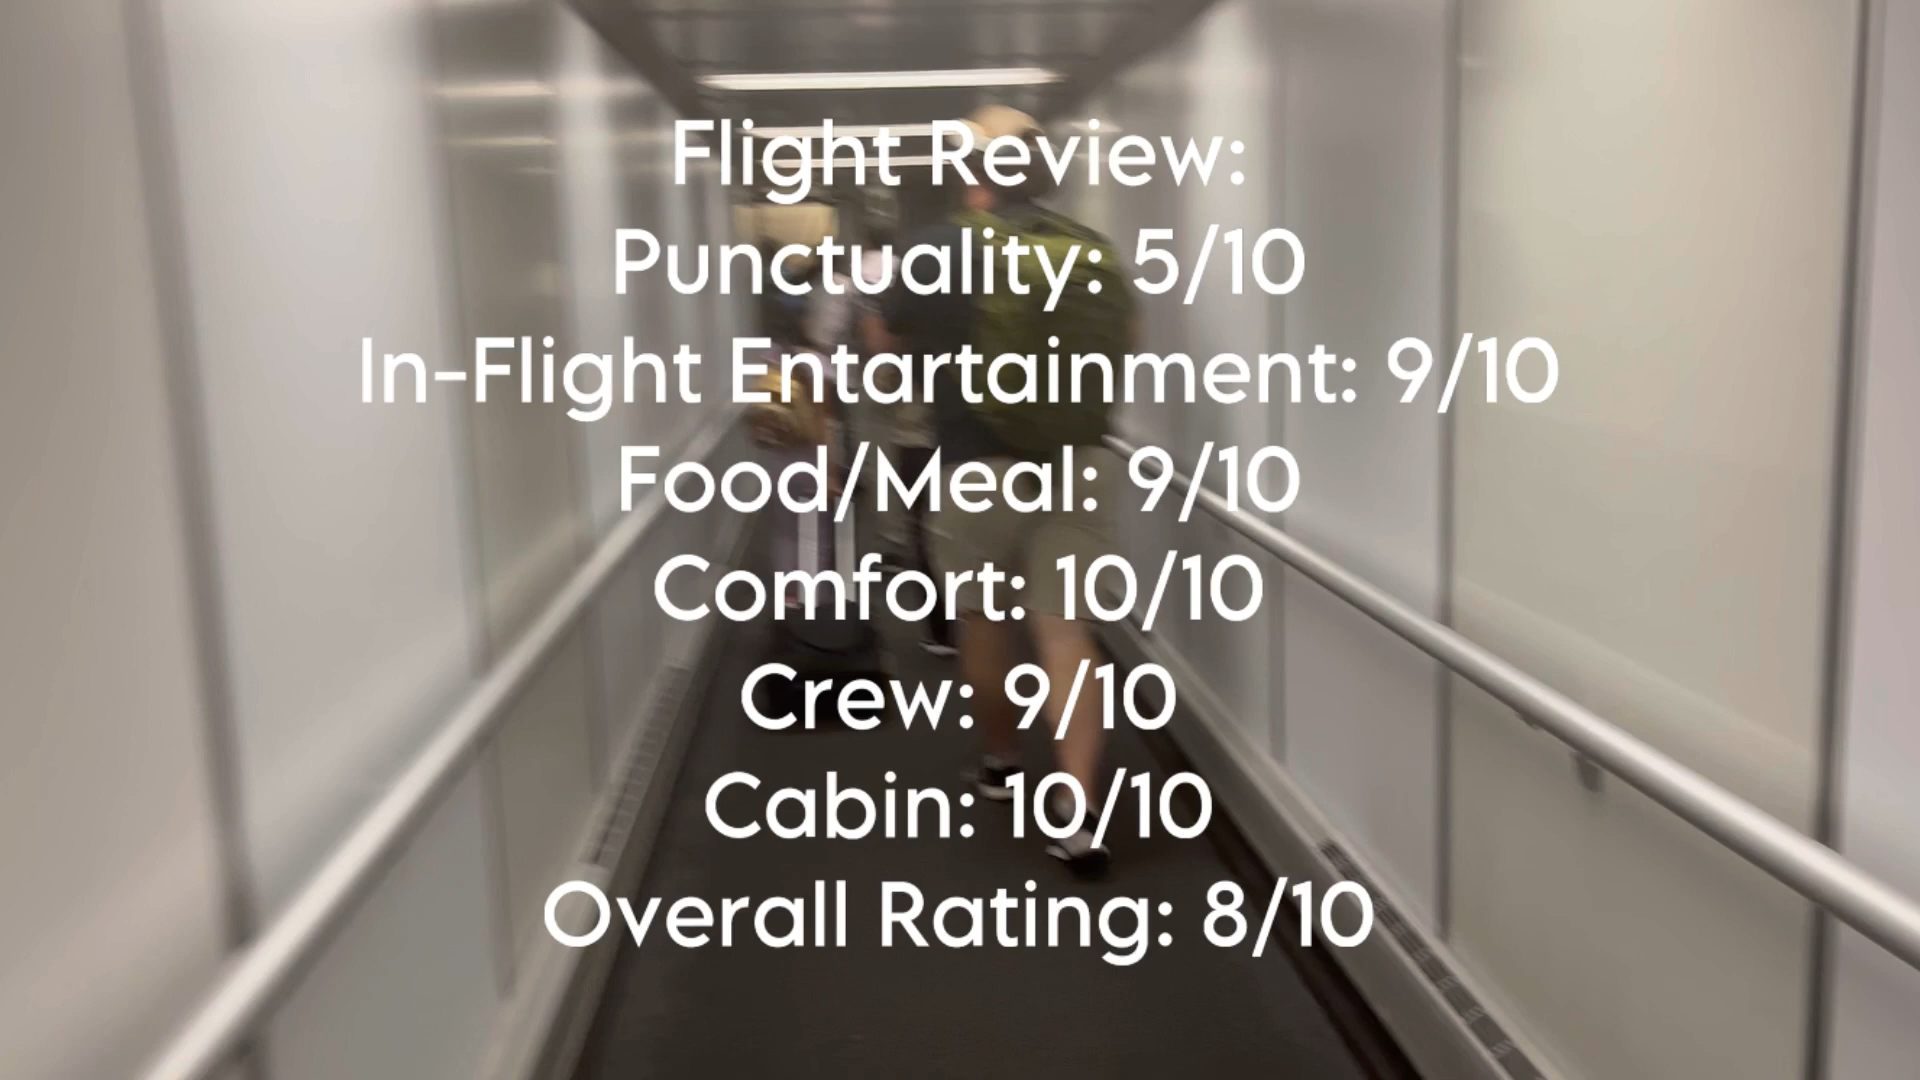 Flight Review:
Punctuality: 5/10
In-Flight Entartainment: 9/10
Food/Meal: 9/10
Comfort: 10/10
Crew: 9/10
Cabin: 10/10
Overall Rating: 8/10